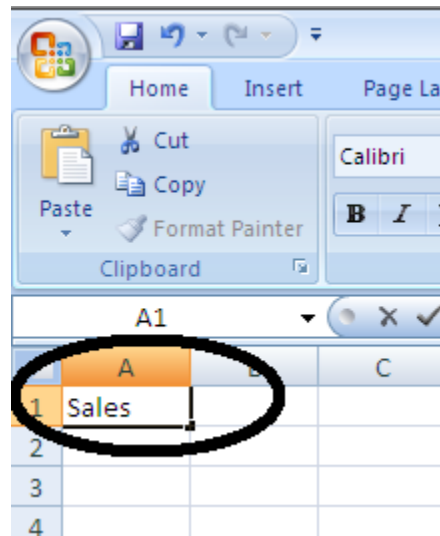 Home Insert Page La
Cut
Calibri
Copy
Paste
B I
Format Painter
Clipboard
A1
A C
1 Sales
2
3
4